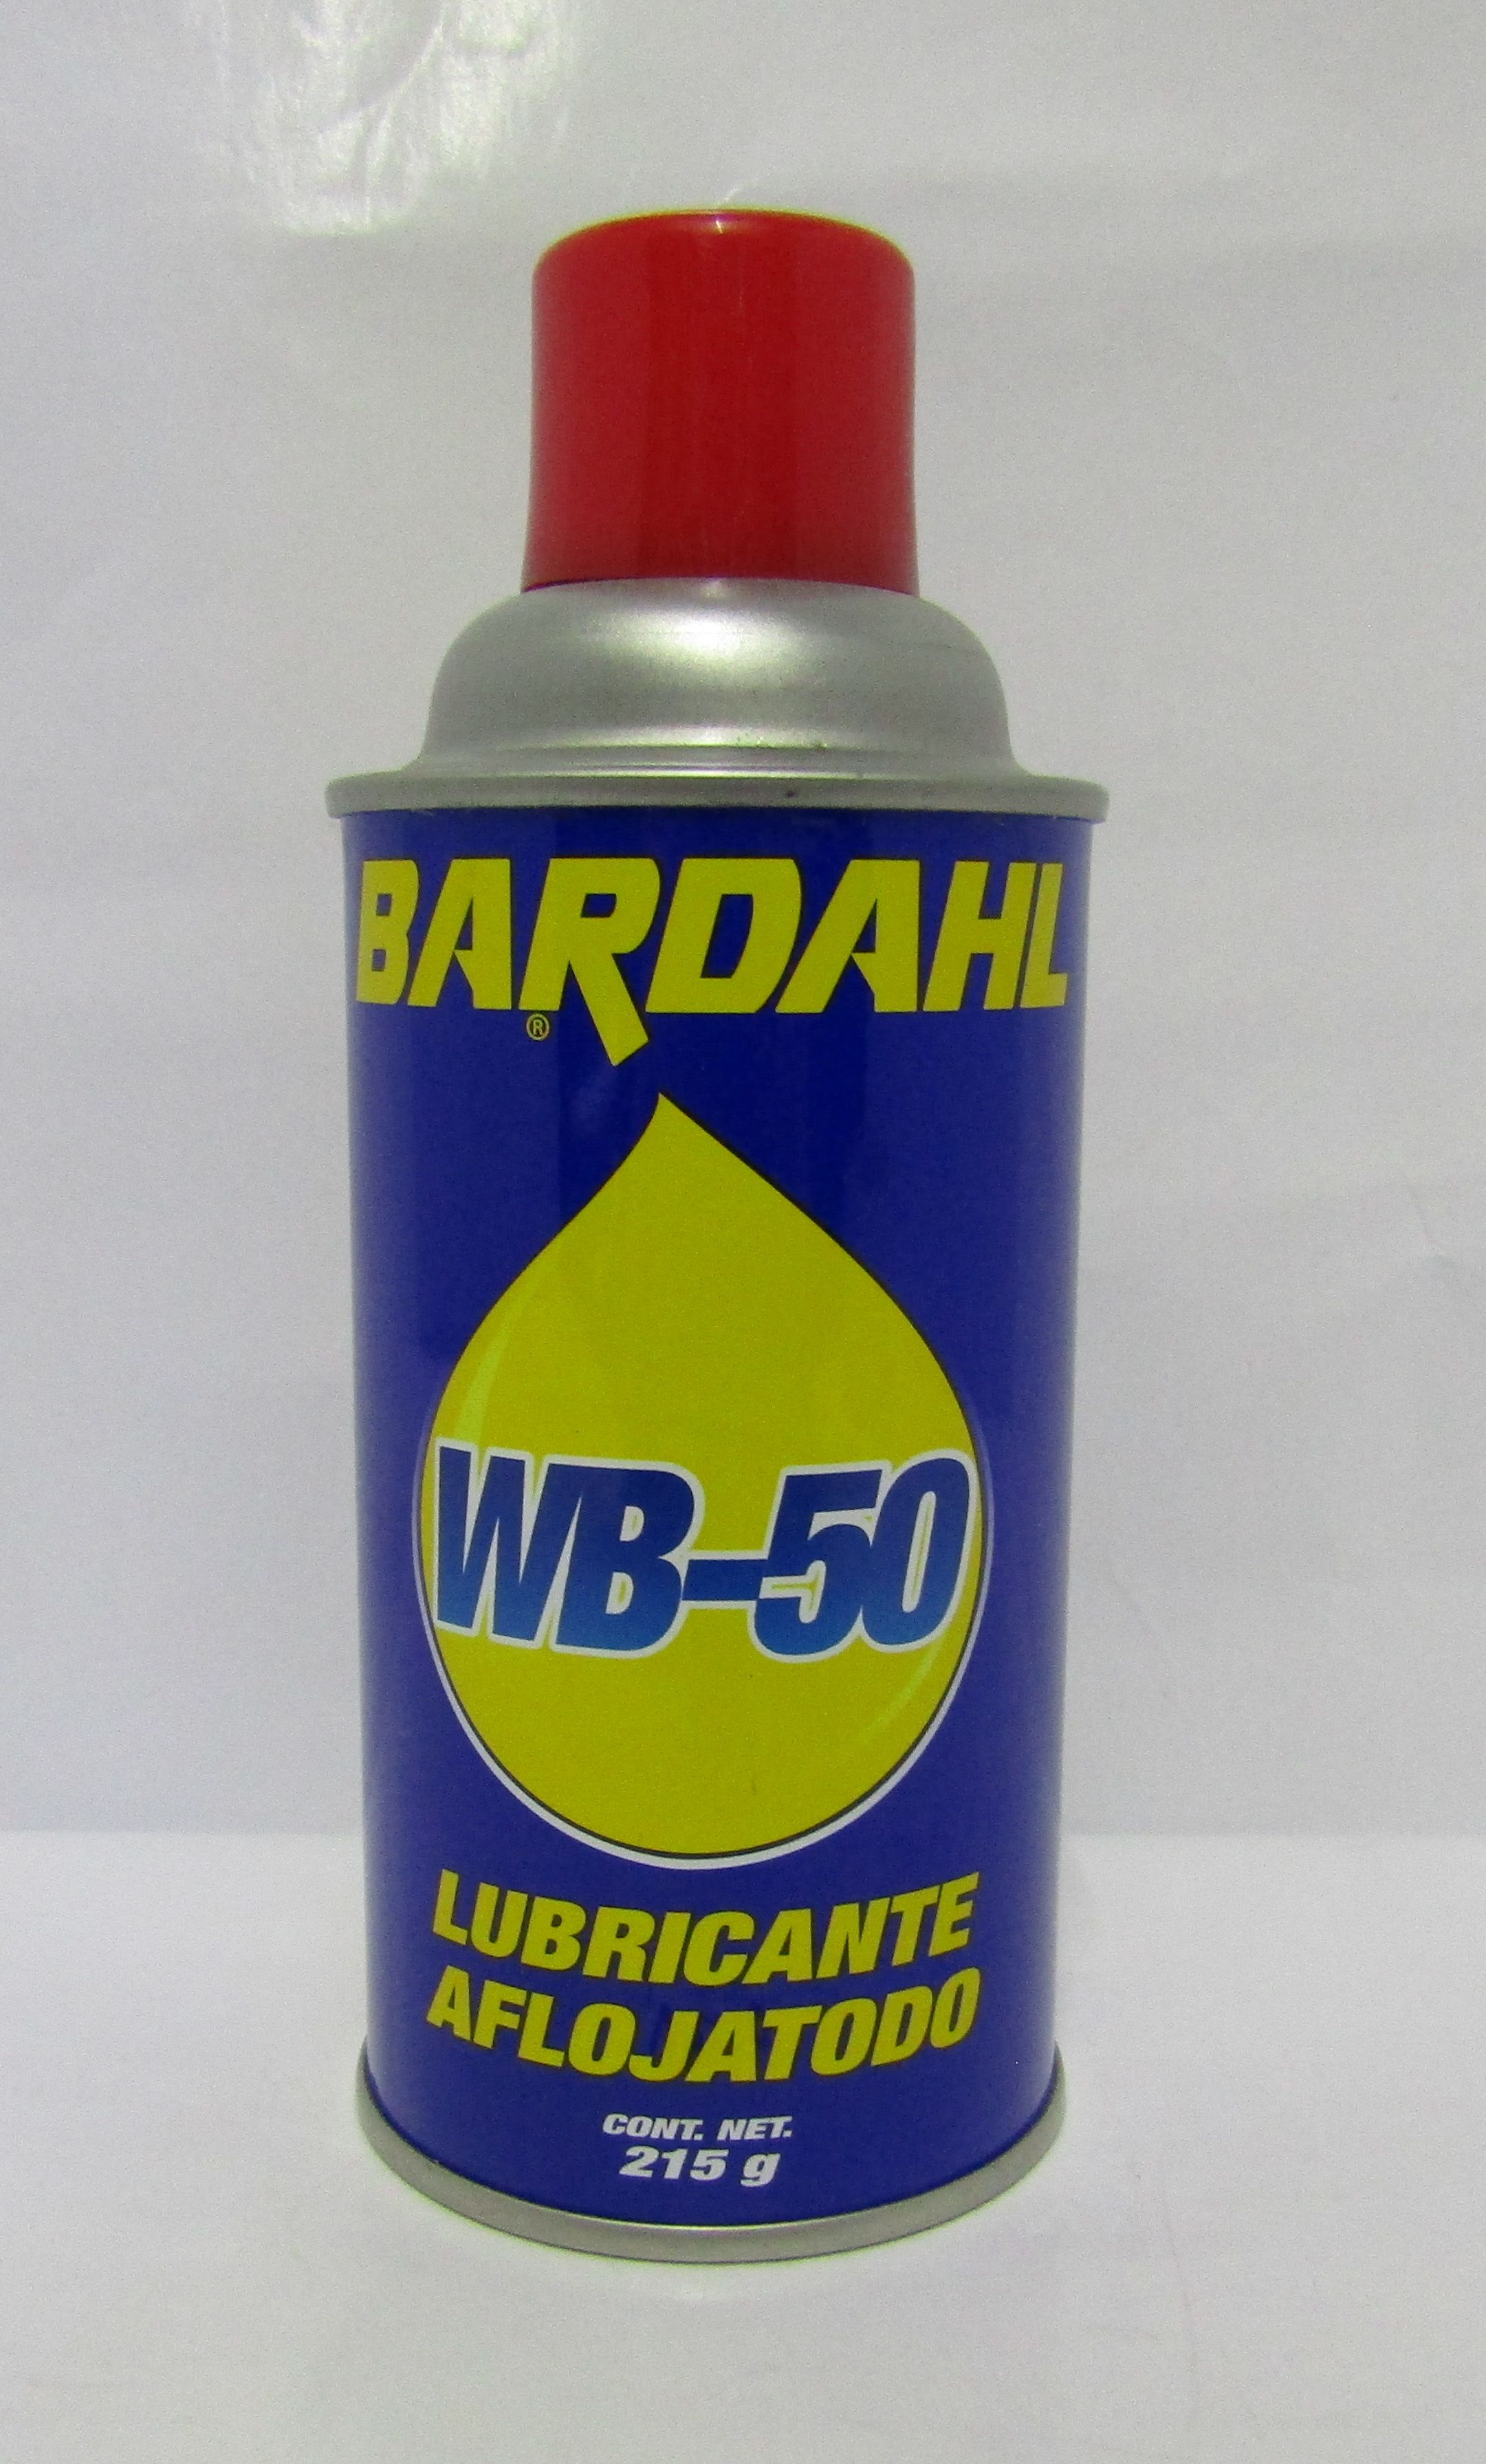 BARDAHL
®
WB-50
LUBRICANTE
AFLOJATODO
CONT. NET.
215 g